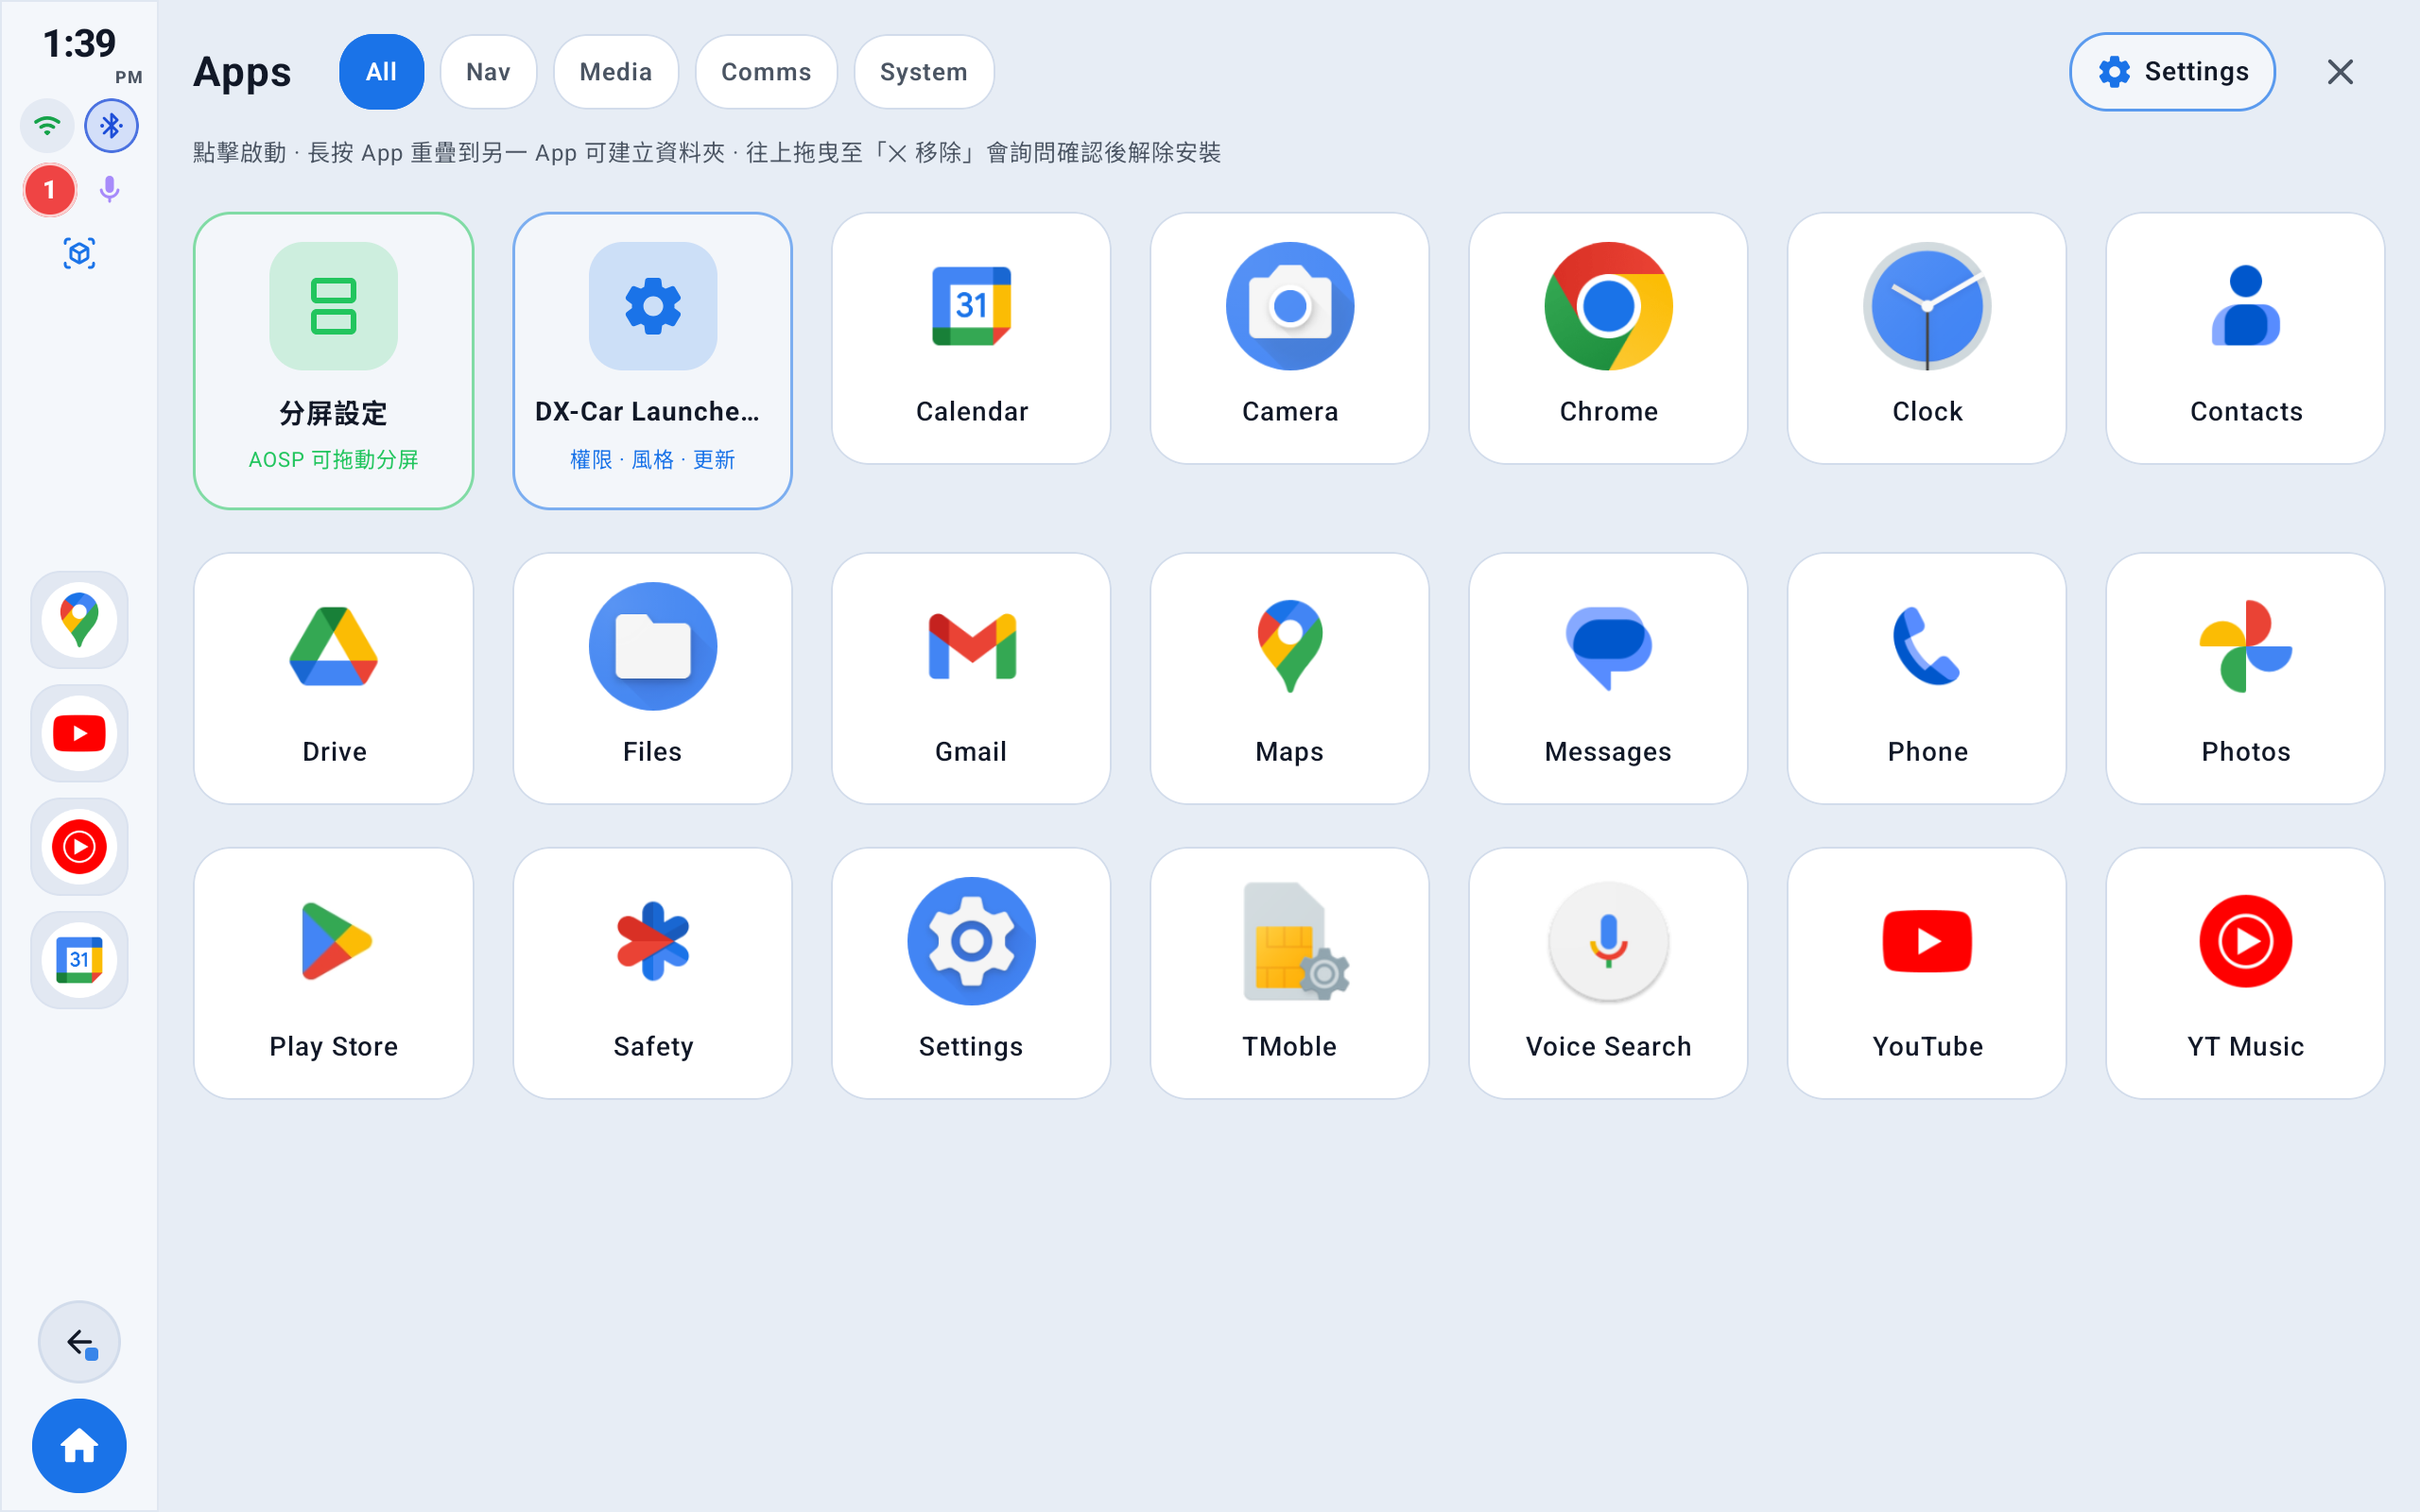 1:39
PM
1
31
Apps
All
Nav
Media
Comms
System
Settings
點擊啟動 · 長按 App 重疊到另一 App 可建立資料夾 · 往上拖曳至「✕ 移除」會詢問確認後解除安裝
分屏設定
AOSP 可拖動分屏
DX-Car Launche...
權限 · 風格 · 更新
31
Calendar
Camera
Chrome
Clock
Contacts
Drive
Files
Gmail
Maps
Messages
Phone
Photos
Play Store
Safety
Settings
TMoble
Voice Search
YouTube
YT Music